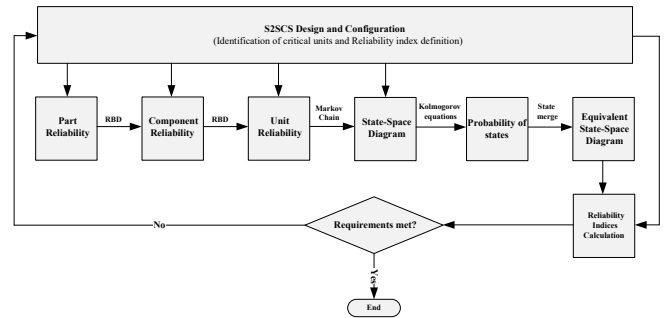 S2SCS Design and Configuration
(Identification of critical units and Reliability index definition)
Part
Reliability
RBD
Component
Reliability
RBD
Unit
Reliability
Markov
Chain
State-Space
Diagram
Kolmogorov
equations
Probability of
states
State
merge
Equivalent
State-Space
Diagram
Reliability
Indices
Calculation
Requirements met?
No
Yes
End